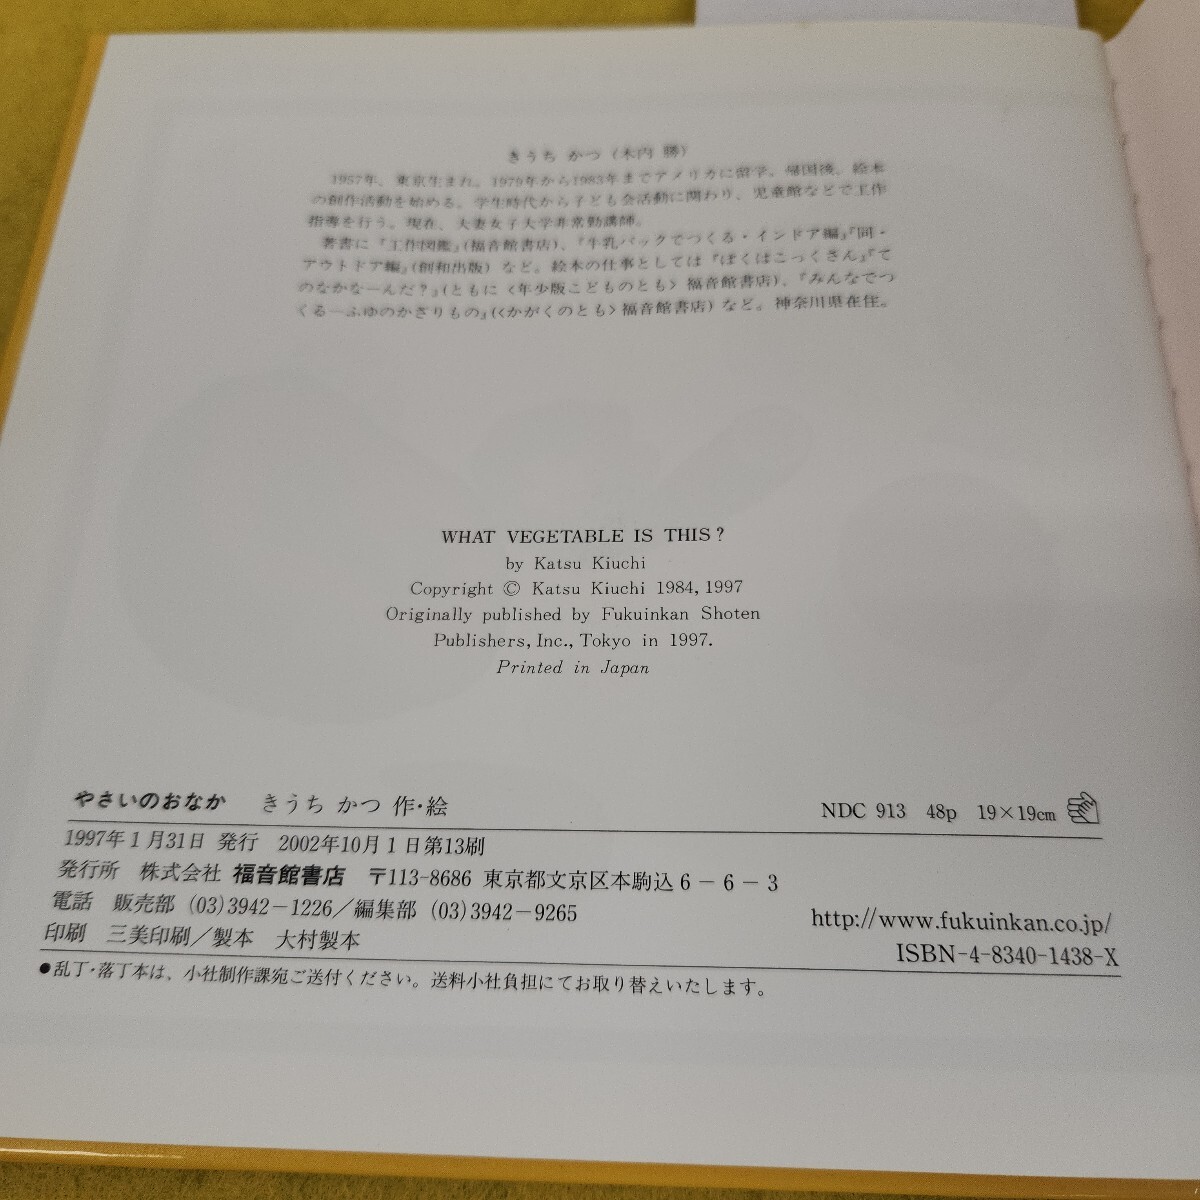 きうち かつ (木内 勝)
1957年、東京生まれ。1979年から1983年までアメリカに留学。帰国後、絵本
の創作活動を始める。学生時代から子ども会活動に関わり、児童館などで工作
指導を行う。現在、大妻女子大学非常勤講師。
著書に『工作図鑑』(福音館書店)、『牛乳パックでつくる・インドア編』『同・
アウトドア編』(創和出版) など。絵本の仕事としては『ぼくはこっくさん』『て
のなかなーんだ?』(ともに〈年少版こどものとも〉福音館書店)、『みんなでつ
くる―ふゆのかざりもの』(〈かがくのとも〉福音館書店) など。神奈川県在住。
WHAT VEGETABLE IS THIS?
by Katsu Kiuchi
Copyright © Katsu Kiuchi 1984, 1997
Originally published by Fukuinkan Shoten
Publishers, Inc., Tokyo in 1997.
Printed in Japan
やさいのおなか きうち かつ 作・絵 NDC 913 48p 19×19cm
1997年1月31日 発行 2002年10月1日第13刷
発行所 株式会社 福音館書店 〒113-8686 東京都文京区本駒込6-6-3
電話 販売部 (03)3942-1226/編集部 (03)3942-9265
http://www.fukuinkan.co.jp/
印刷 三美印刷/製本 大村製本
ISBN-4-8340-1438-X
●乱丁・落丁本は、小社制作課宛ご送付ください。送料小社負担にてお取り替えいたします。